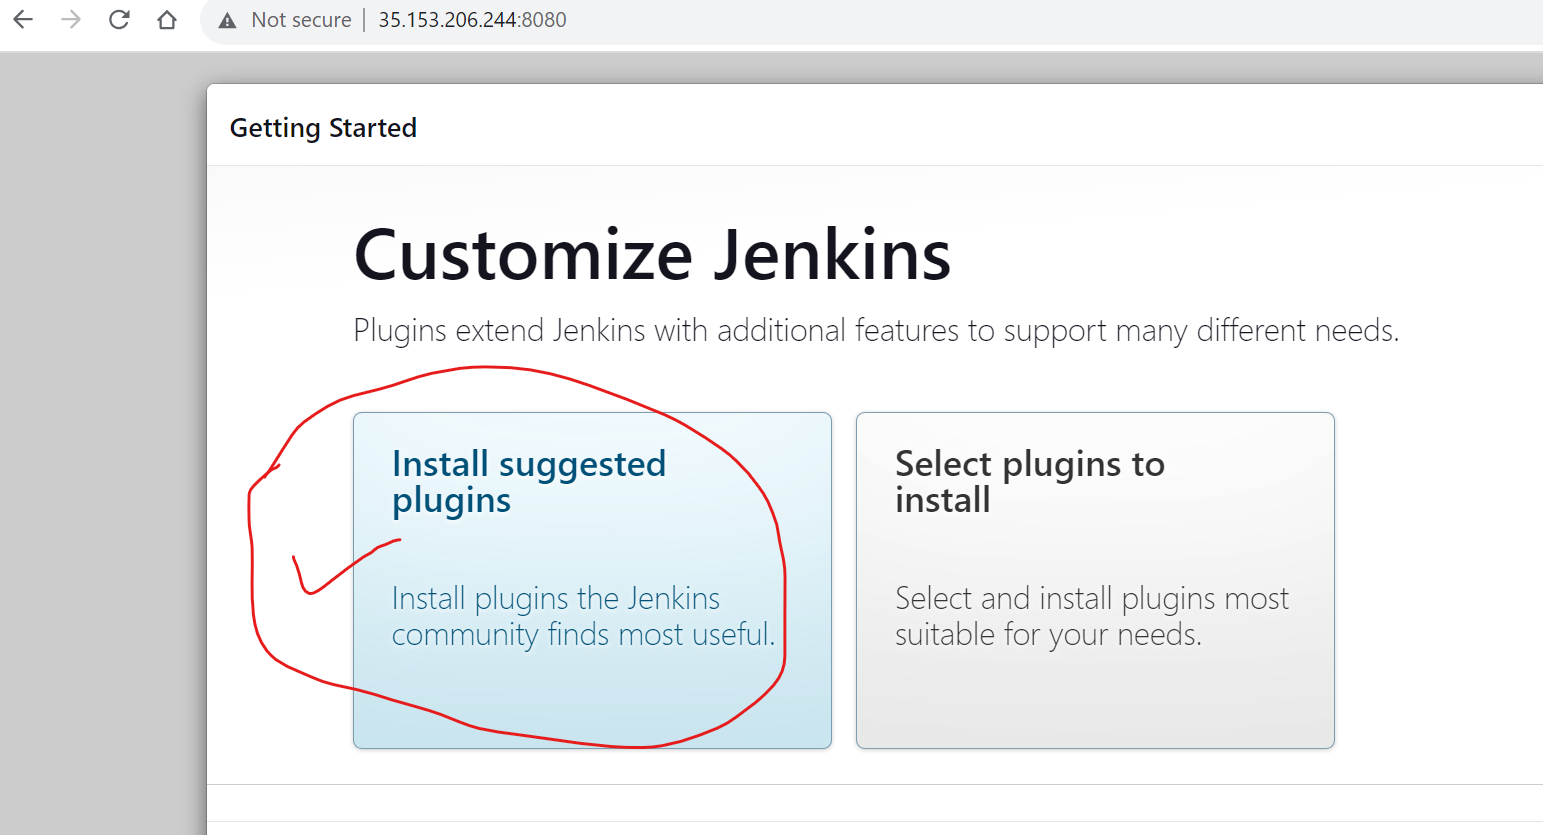 Not secure | 35.153.206.244:8080
Getting Started
Customize Jenkins
Plugins extend Jenkins with additional features to support many different needs.
Install suggested
plugins
Install plugins the Jenkins
community finds most useful.
Select plugins to
install
Select and install plugins most
suitable for your needs.